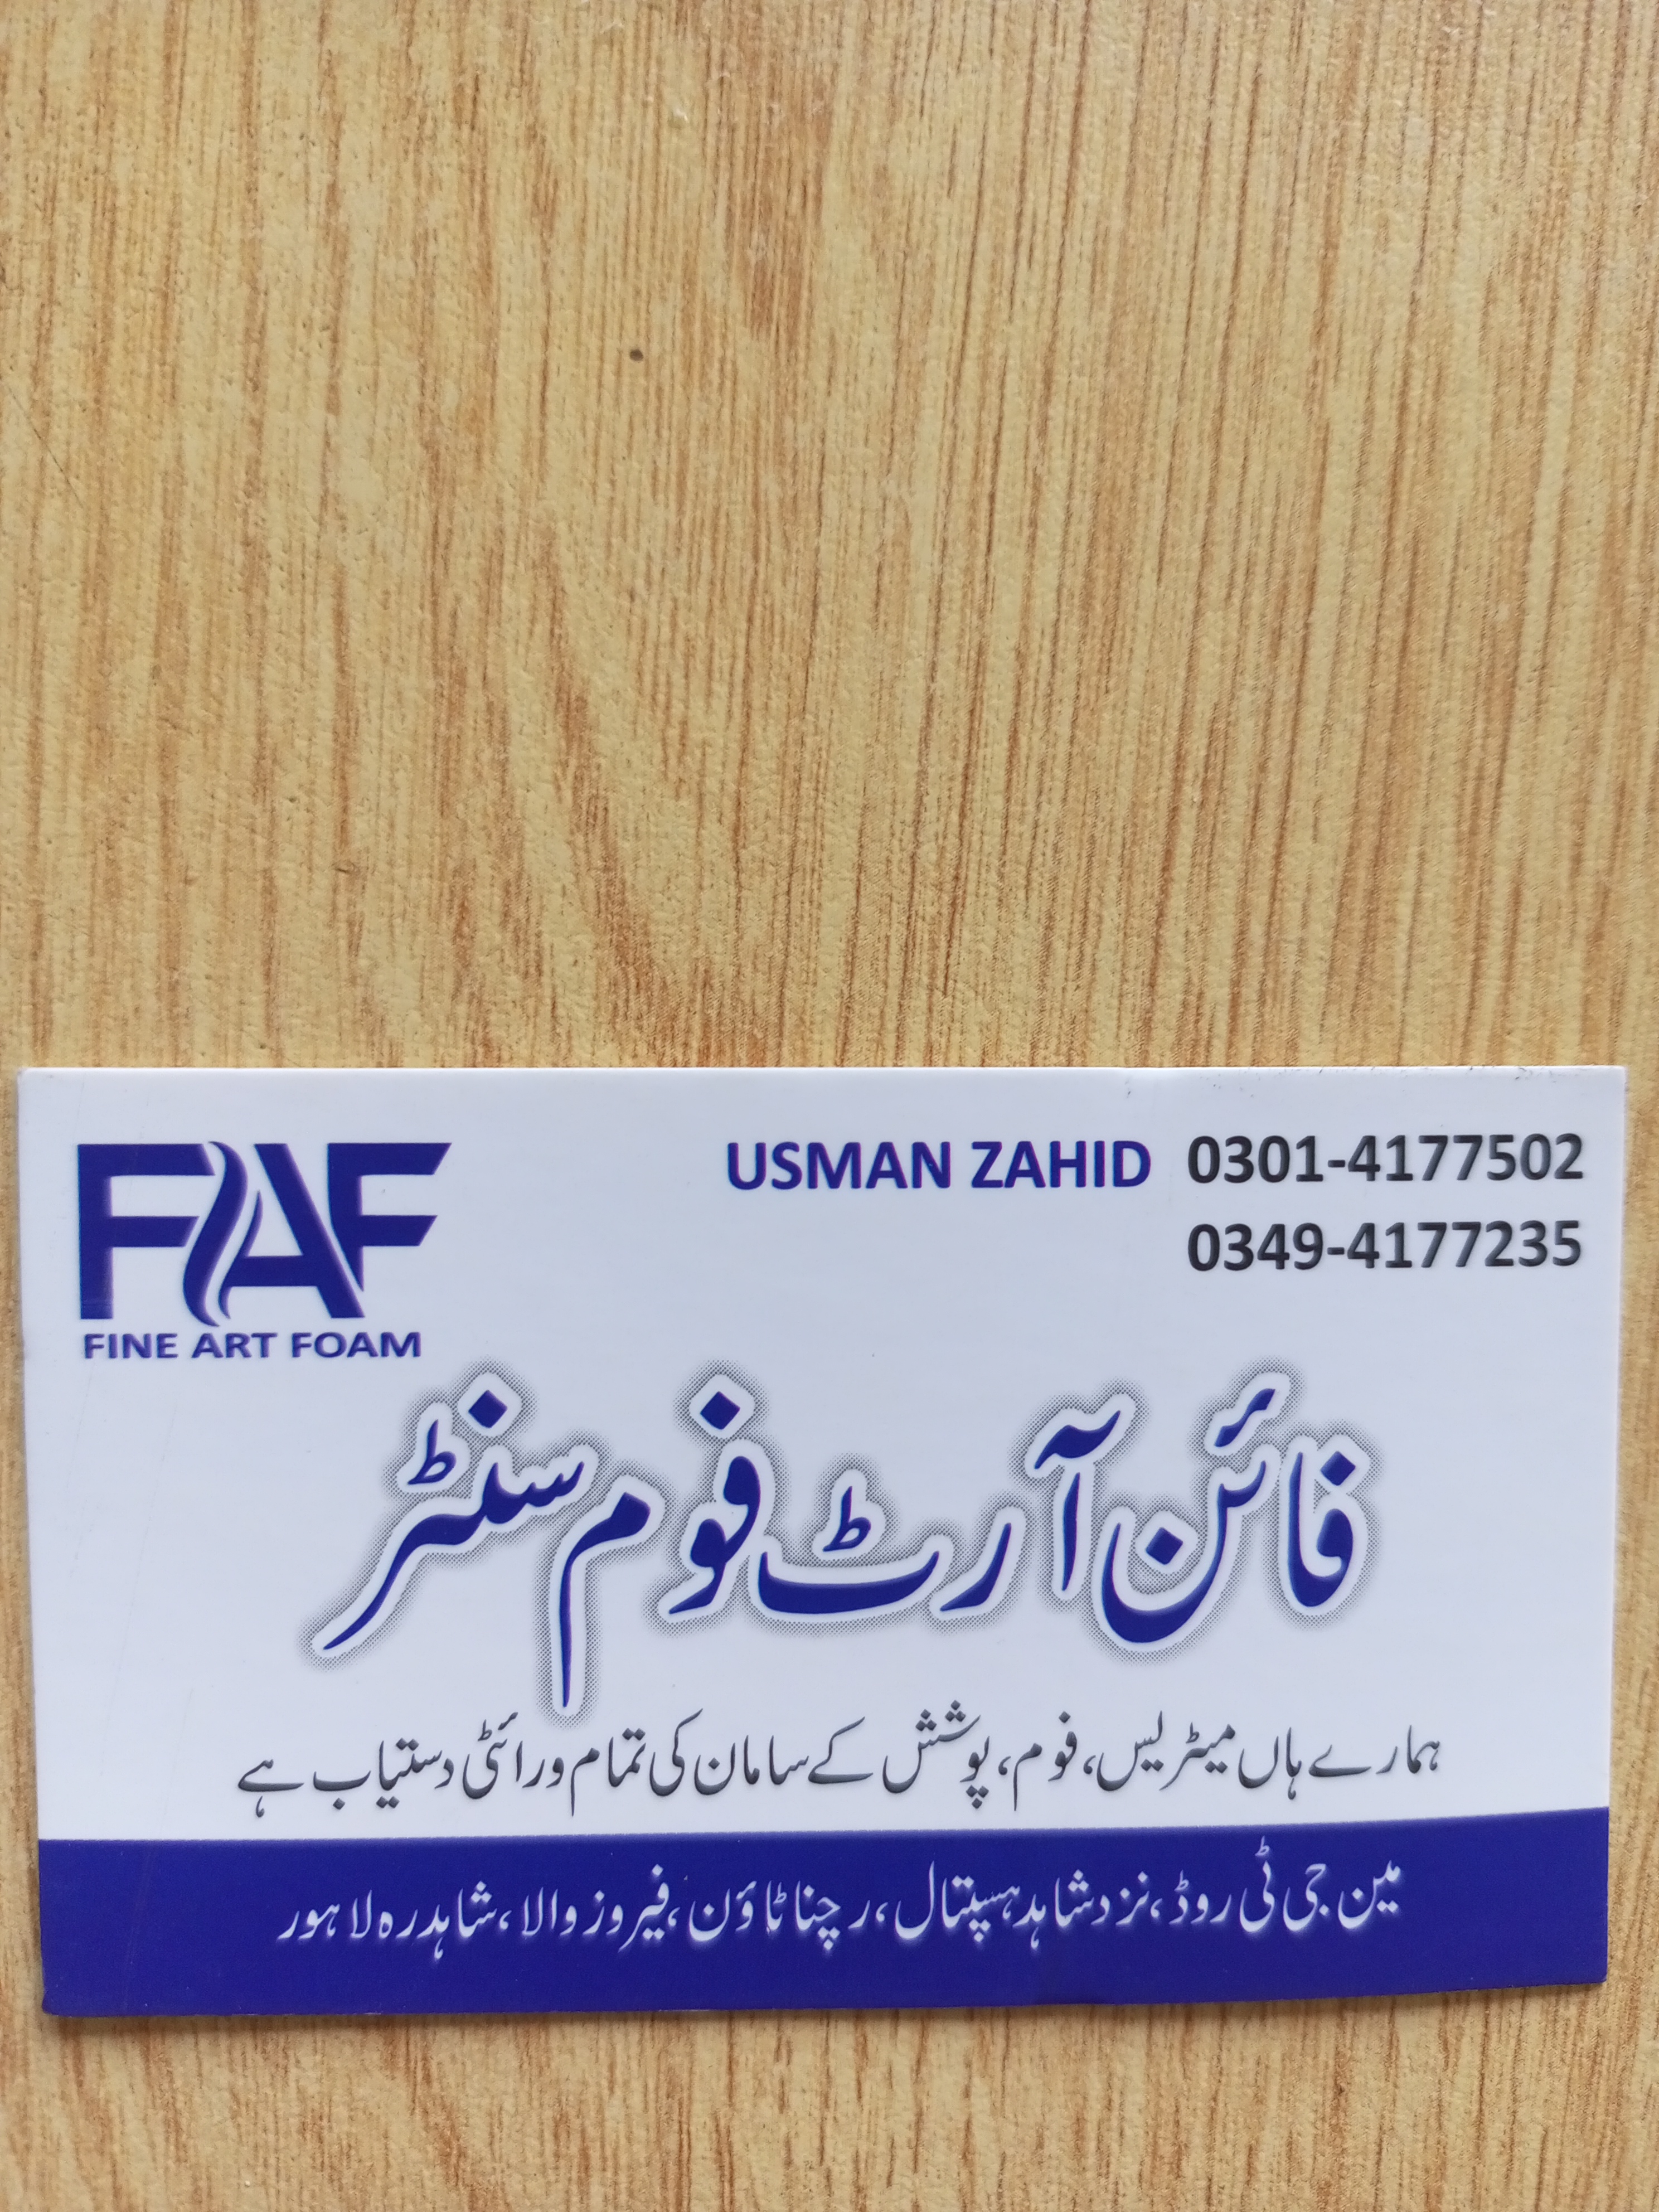 FAF
FINE ART FOAM
USMAN ZAHID 0301-4177502
0349-4177235
فائن آرٹ فوم سنٹر
ہمارے ہاں میٹریس، فوم، پوشش کے سامان کی تمام ورائٹی دستیاب ہے
مین جی ٹی روڈ، نزد شاہد ہسپتال، رچنا ٹاؤن، فیروز والا، شاہدرہ لاہور